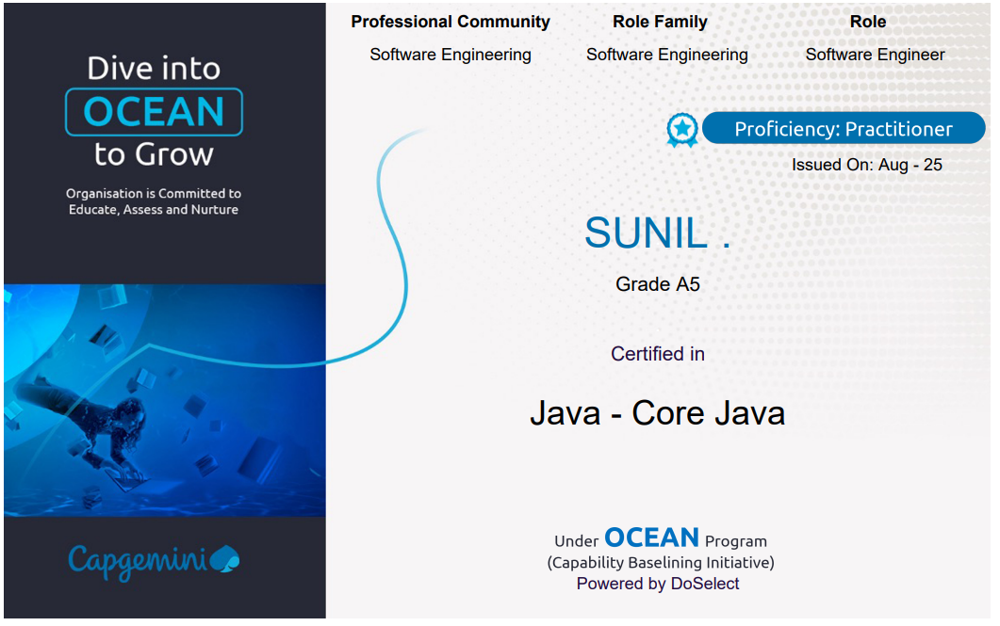 Dive into
OCEAN
to Grow
Organisation is Committed to
Educate, Assess and Nurture
Capgemini
Professional Community Role Family Role
Software Engineering Software Engineering Software Engineer
Proficiency: Practitioner
Issued On: Aug - 25
SUNIL .
Grade A5
Certified in
Java - Core Java
Under OCEAN Program
(Capability Baselining Initiative)
Powered by DoSelect